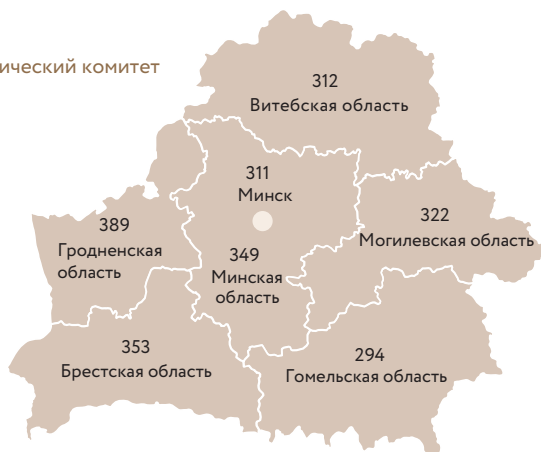 комитет
312
Витебская область
311
Минск
389
Гродненская
область
322
Могилевская область
349
Минская
область
353
Брестская область
294
Гомельская область